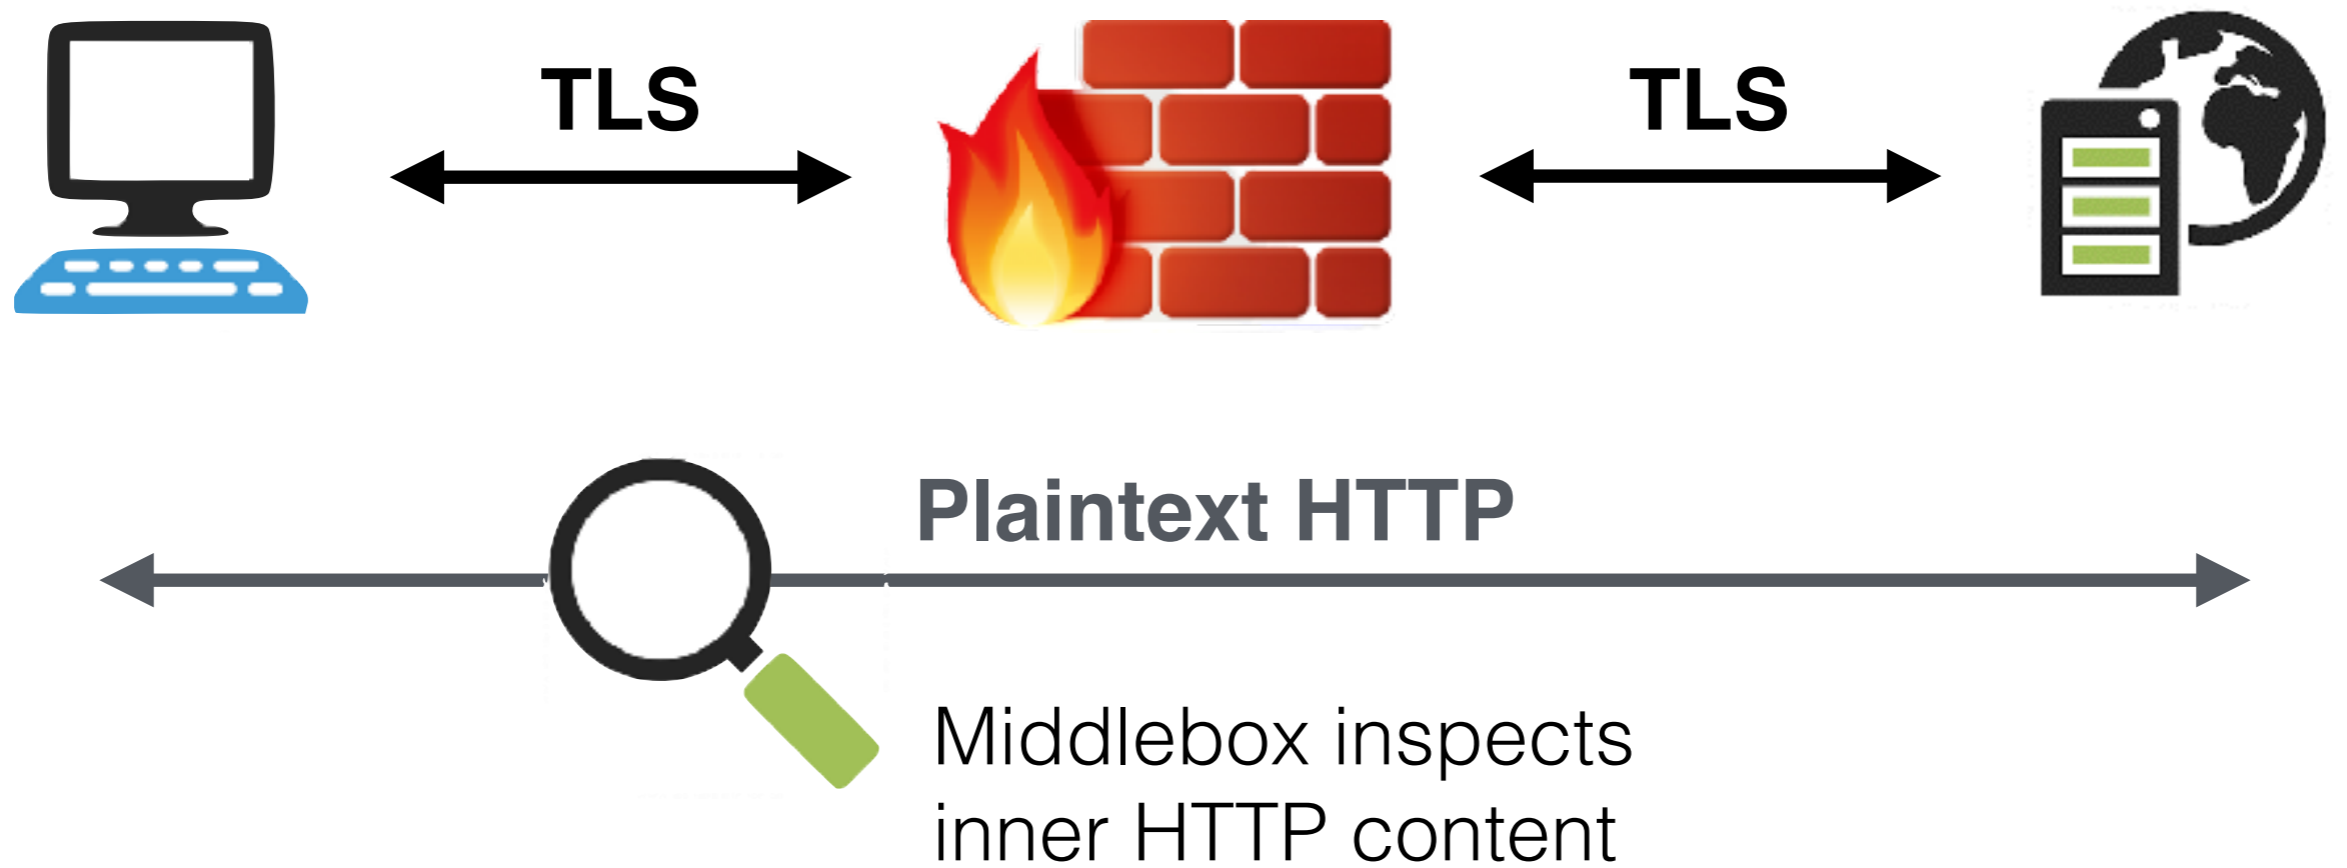 TLS
TLS
Plaintext HTTP
Middlebox inspects
inner HTTP content